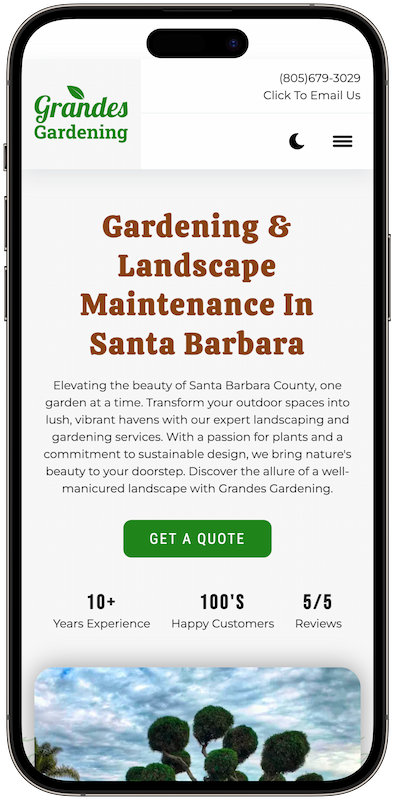 Grandes
Gardening
(805)679-3029
Click To Email Us
Gardening &
Landscape
Maintenance In
Santa Barbara
Elevating the beauty of Santa Barbara County, one
garden at a time. Transform your outdoor spaces into
lush, vibrant havens with our expert landscaping and
gardening services. With a passion for plants and a
commitment to sustainable design, we bring nature's
beauty to your doorstep. Discover the allure of a well-
manicured landscape with Grandes Gardening.
GET A QUOTE
10+ 100'S 5/5
Years Experience Happy Customers Reviews